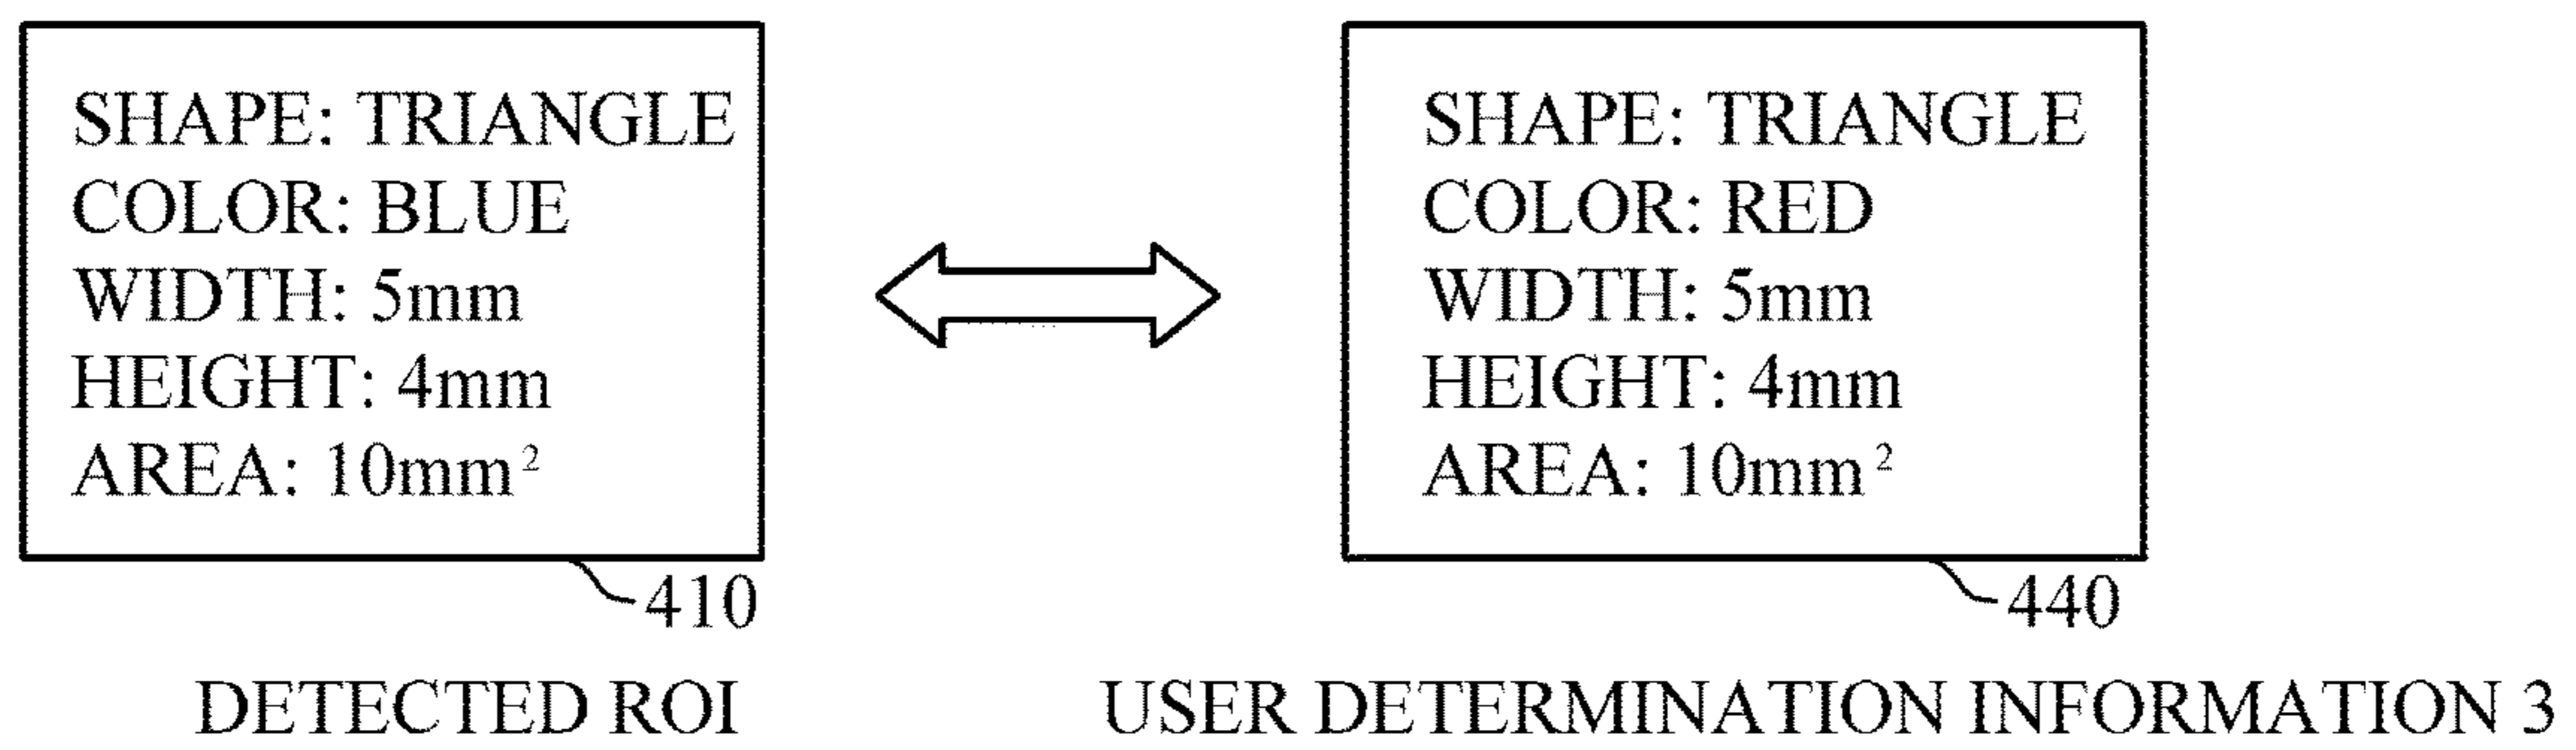 SHAPE: TRIANGLE
COLOR: BLUE
WIDTH: 5mm
HEIGHT: 4mm
AREA: 10mm²
410
DETECTED ROI
SHAPE: TRIANGLE
COLOR: RED
WIDTH: 5mm
HEIGHT: 4mm
AREA: 10mm²
440
USER DETERMINATION INFORMATION 3